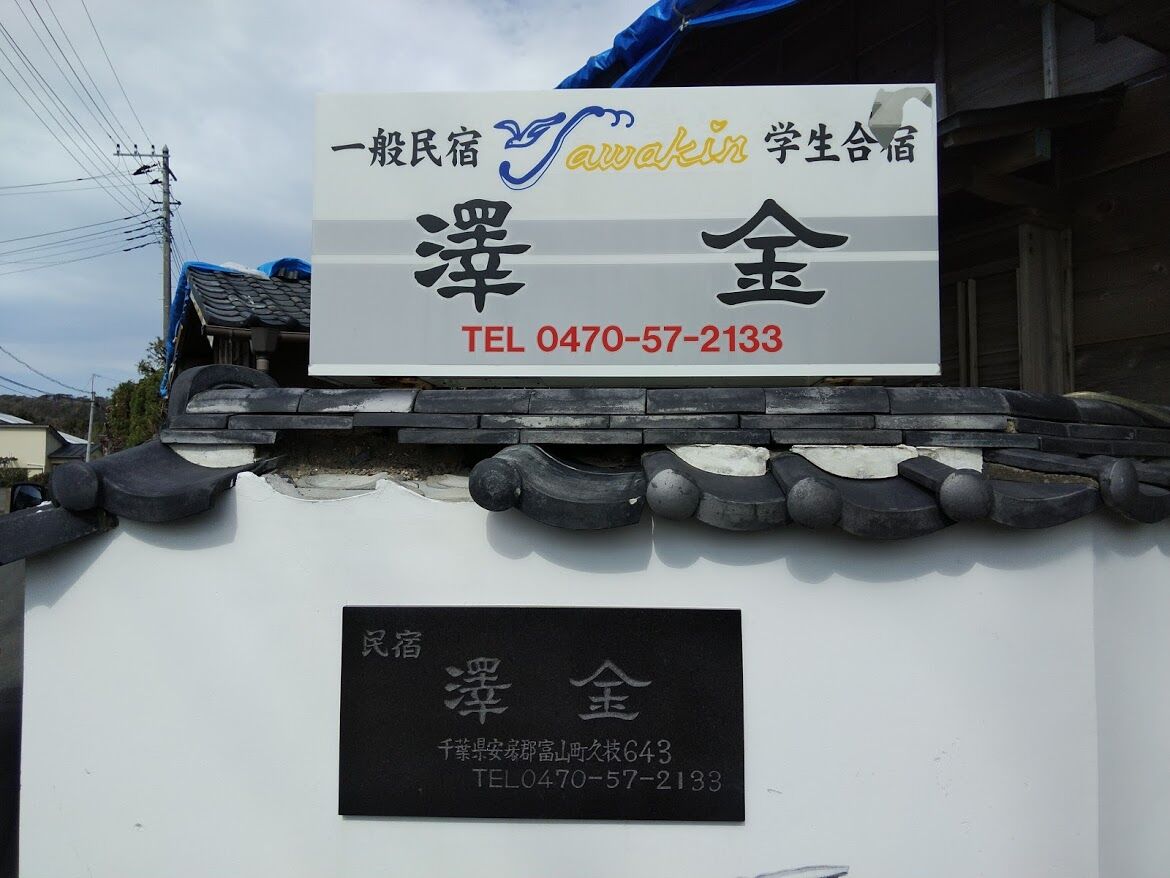 一般民宿 Sawakin 学生合宿
澤 金
TEL 0470-57-2133
民宿
澤 金
千葉県安房郡富山町久枝643
TEL0470-57-2133